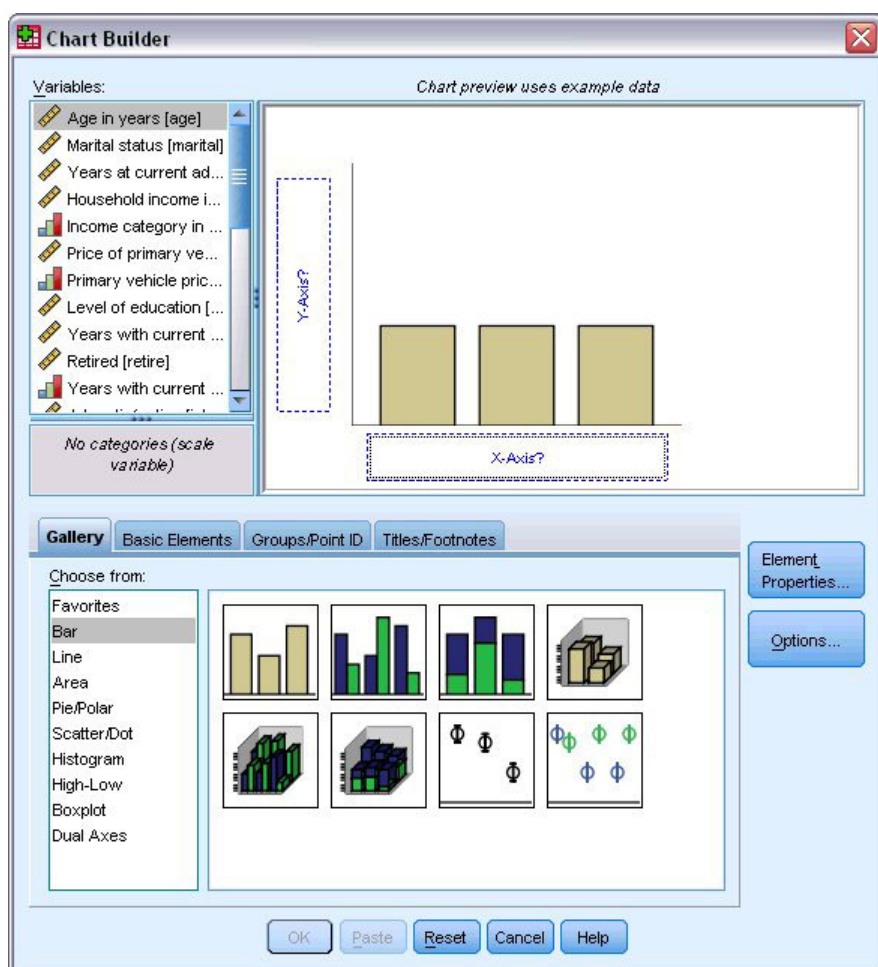 Chart Builder
Variables:
Chart preview uses example data
Age in years [age]
Marital status [marital]
Years at current ad...
Household income i...
Income category in ...
Price of primary ve...
Primary vehicle pric...
Level of education [...
Years with current ...
Retired [retire]
Years with current ...
No categories (scale
variable)
Y-Axis?
X-Axis?
Gallery
Basic Elements
Groups/Point ID
Titles/Footnotes
Choose from:
Favorites
Bar
Line
Area
Pie/Polar
Scatter/Dot
Histogram
High-Low
Boxplot
Dual Axes
Element
Properties...
Options...
OK
Paste
Reset
Cancel
Help